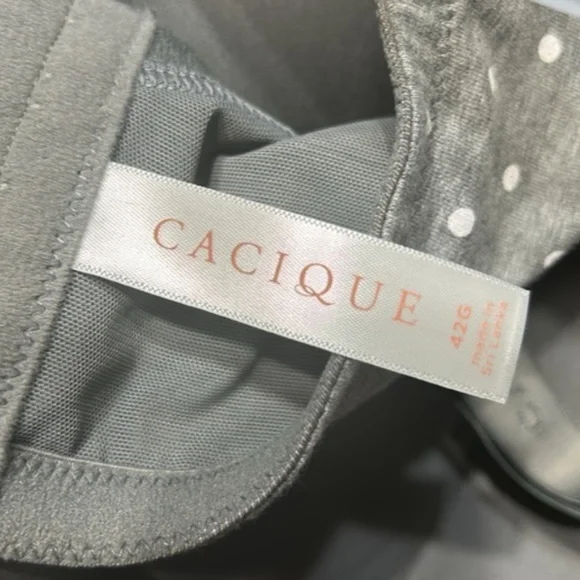 CACIQUE
42G
made in
Sri Lanka